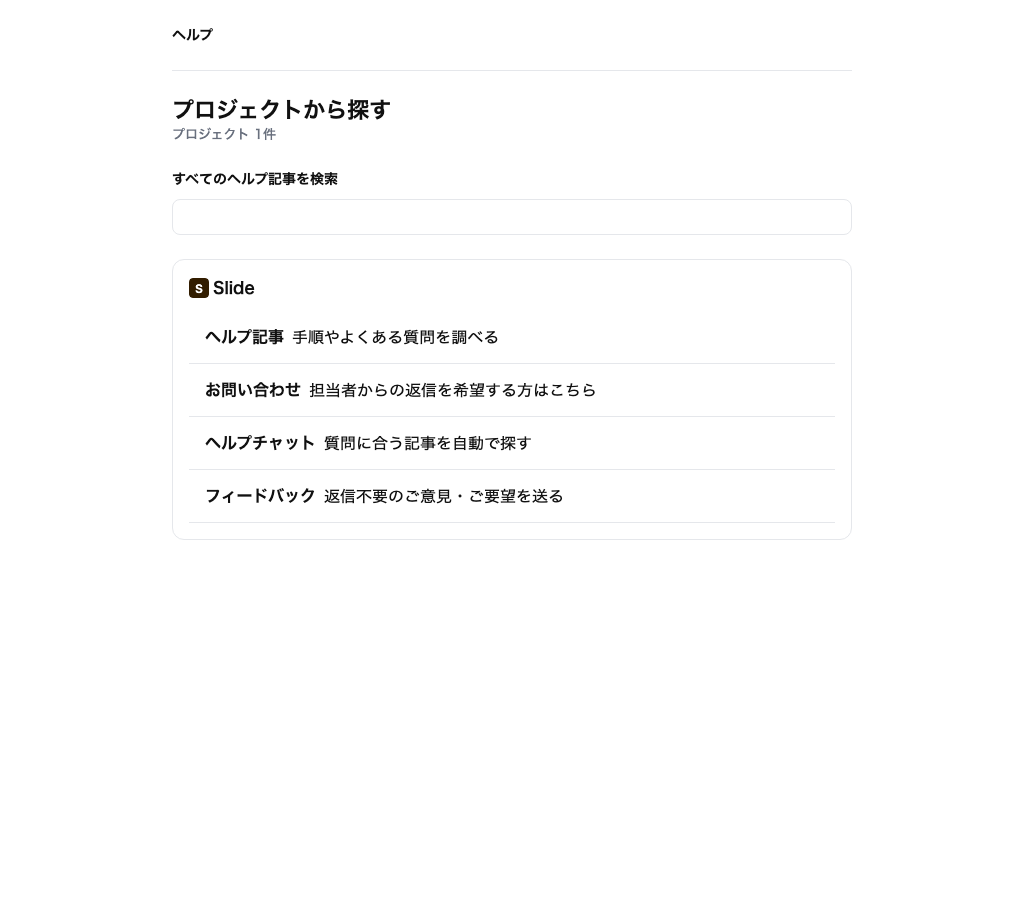 ヘルプ
プロジェクトから探す
プロジェクト 1件
すべてのヘルプ記事を検索
S Slide
ヘルプ記事 手順やよくある質問を調べる
お問い合わせ 担当者からの返信を希望する方はこちら
ヘルプチャット 質問に合う記事を自動で探す
フィードバック 返信不要のご意見・ご要望を送る